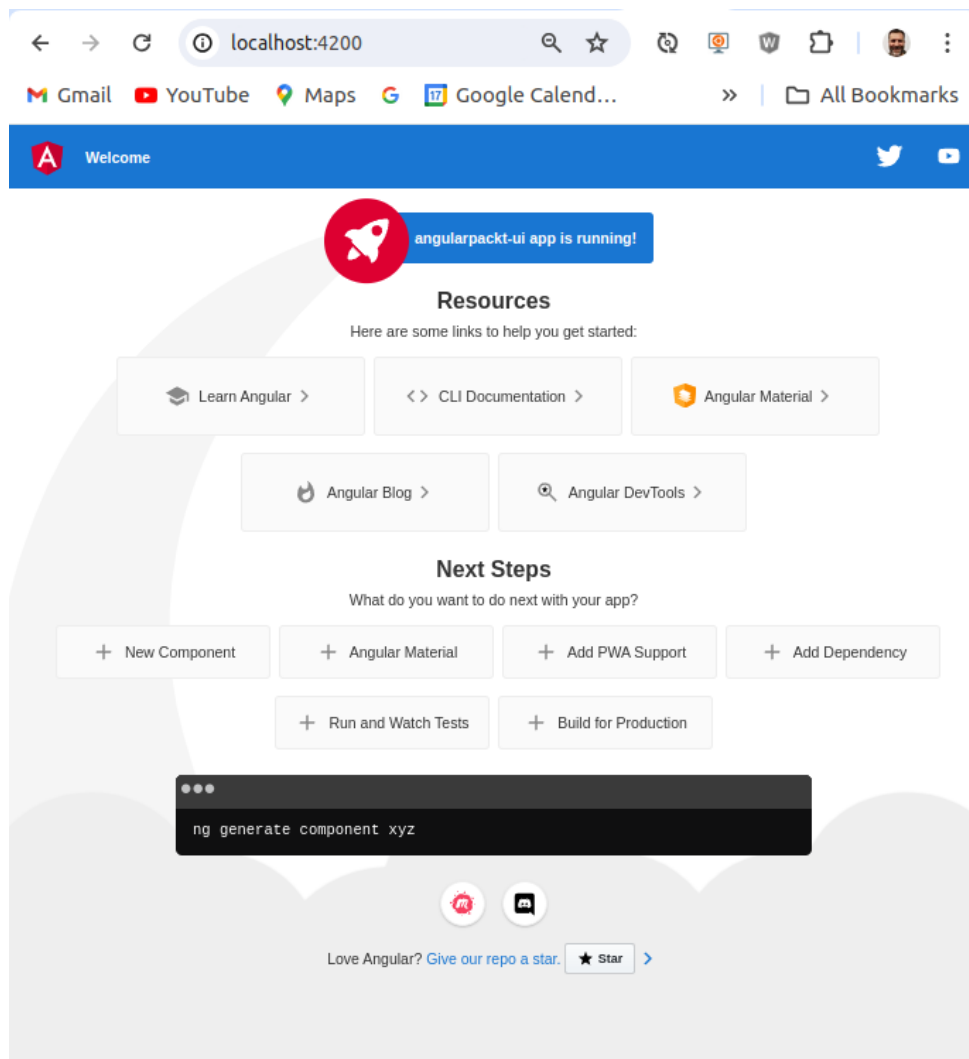 localhost:4200
Gmail YouTube Maps G 17 Google Calend... » All Bookmarks
A Welcome
angularpackt-ui app is running!
Resources
Here are some links to help you get started:
Learn Angular CLI Documentation Angular Material
Angular Blog Angular DevTools
Next Steps
What do you want to do next with your app?
New Component Angular Material Add PWA Support Add Dependency
Run and Watch Tests Build for Production
ng generate component xyz
Love Angular? Give our repo a star. Star